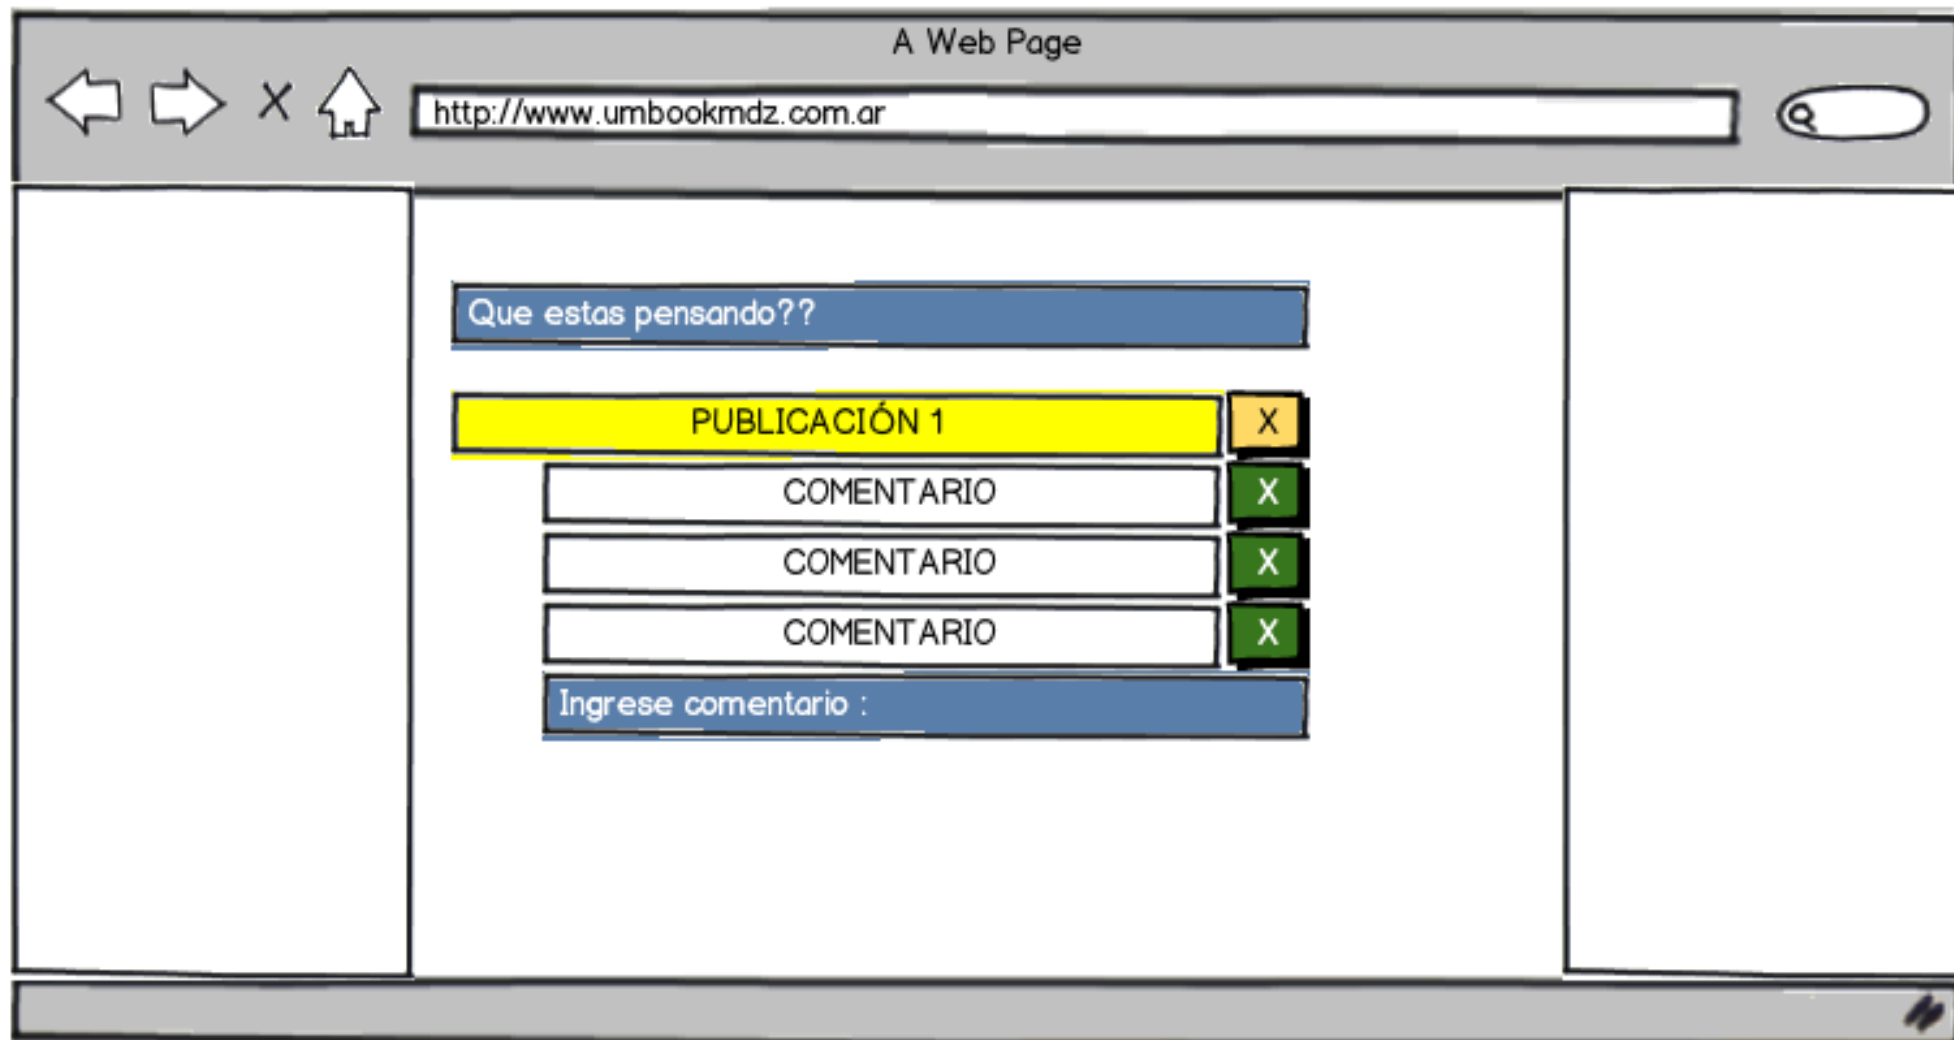 A Web Page
X
http://www.umbookmdz.com.ar
Que estas pensando??
PUBLICACIÓN 1 X
COMENTARIO X
COMENTARIO X
COMENTARIO X
Ingrese comentario :